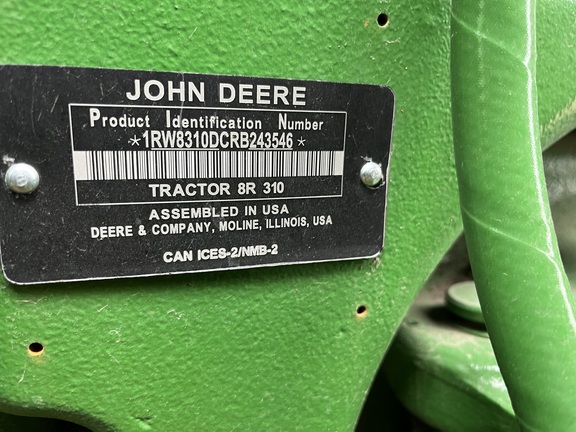 JOHN DEERE
Product Identification Number
*1RW8310DCRB243546*
TRACTOR 8R 310
ASSEMBLED IN USA
DEERE & COMPANY, MOLINE, ILLINOIS, USA
CAN ICES-2/NMB-2